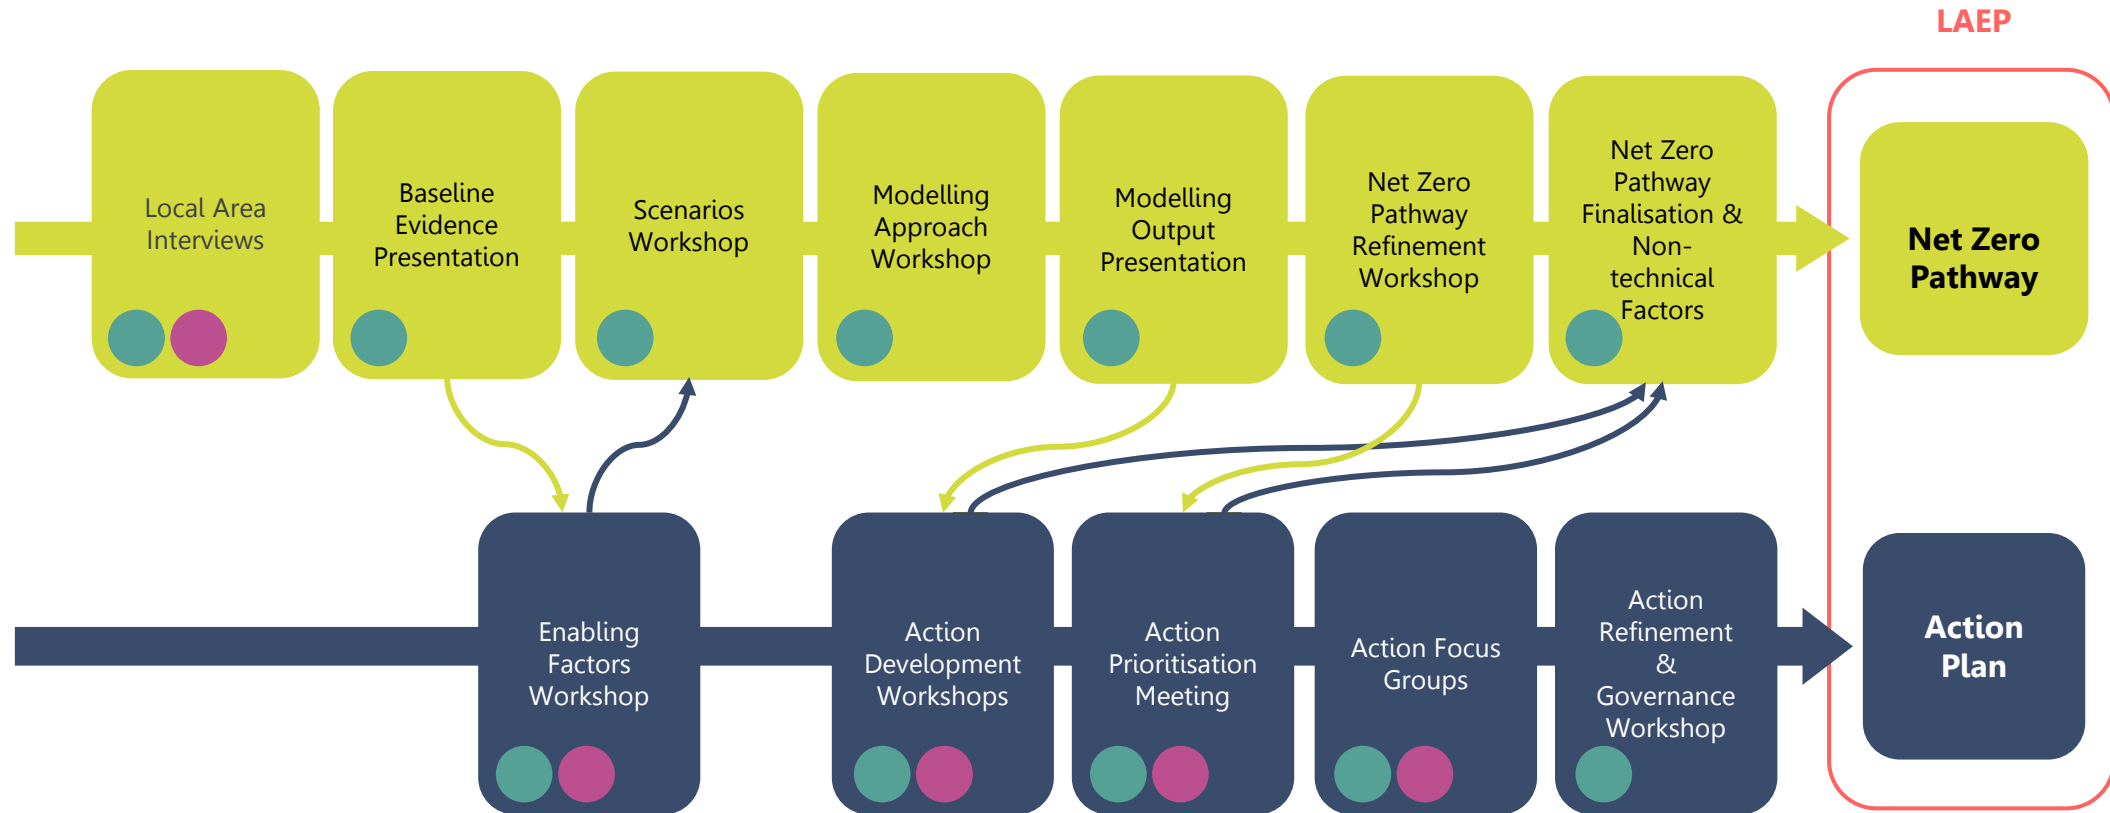 LAEP
Local Area
Interviews
Baseline
Evidence
Presentation
Scenarios
Workshop
Modelling
Approach
Workshop
Modelling
Output
Presentation
Net Zero
Pathway
Refinement
Workshop
Net Zero
Pathway
Finalisation &
Non-
technical
Factors
Net Zero
Pathway
Enabling
Factors
Workshop
Action
Development
Workshops
Action
Prioritisation
Meeting
Action Focus
Groups
Action
Refinement
&
Governance
Workshop
Action
Plan